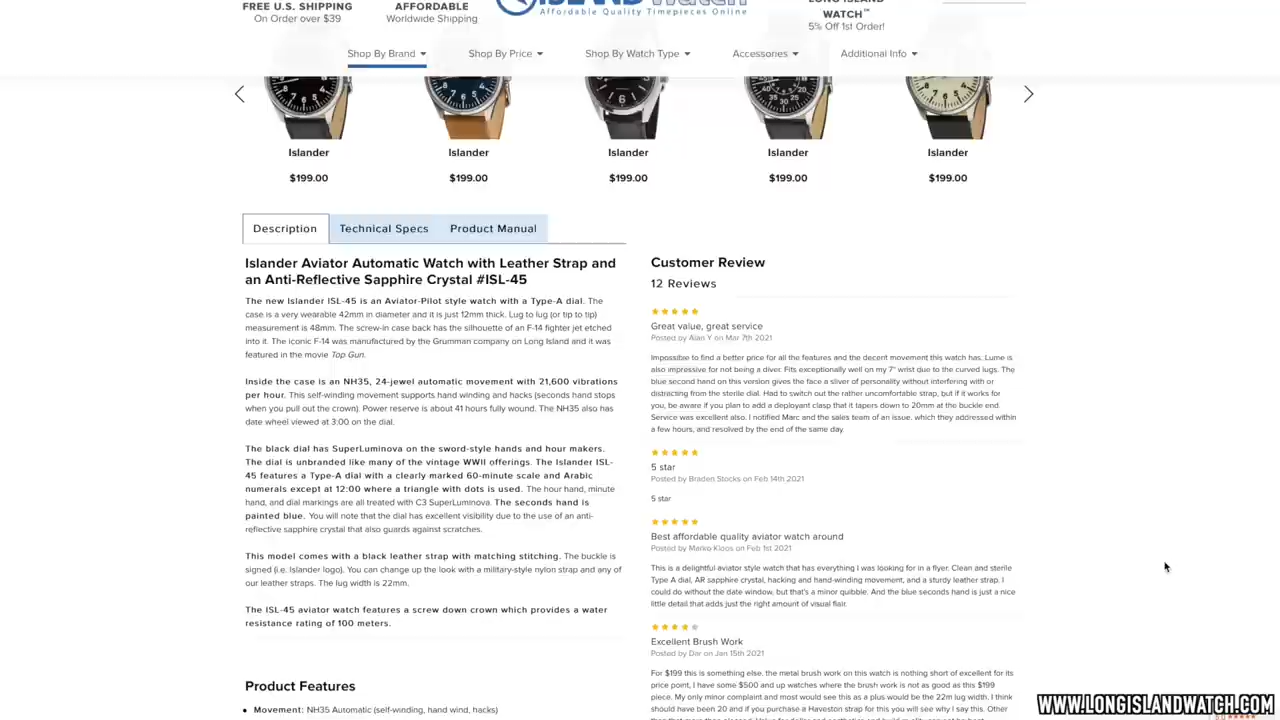 FREE U.S. SHIPPING
On Order over $39
AFFORDABLE
Worldwide Shipping
ISLAND Watch
Affordable Quality Timepieces Online
LONG ISLAND
WATCH™
5% Off 1st Order!
Shop By Brand
Shop By Price
Shop By Watch Type
Accessories
Additional Info
Islander
Islander
Islander
Islander
Islander
$199.00
$199.00
$199.00
$199.00
$199.00
Description
Technical Specs
Product Manual
Islander Aviator Automatic Watch with Leather Strap and
an Anti-Reflective Sapphire Crystal #ISL-45
The new Islander ISL-45 is an Aviator-Pilot style watch with a Type-A dial. The
case is a very wearable 42mm in diameter and it is just 12mm thick. Lug to lug (or tip to tip)
measurement is 48mm. The screw-in case back has the silhouette of an F-14 fighter jet etched
into it. The iconic F-14 was manufactured by the Grumman company on Long Island and it was
featured in the movie Top Gun.
Inside the case is an NH35, 24-jewel automatic movement with 21,600 vibrations
per hour. This self-winding movement supports hand winding and hacks (seconds hand stops
when you pull out the crown). Power reserve is about 41 hours fully wound. The NH35 also has
date wheel viewed at 3:00 on the dial.
The black dial has SuperLuminova on the sword-style hands and hour makers.
The dial is unbranded like many of the vintage WWII offerings. The Islander ISL-
45 features a Type-A dial with a clearly marked 60-minute scale and Arabic
numerals except at 12:00 where a triangle with dots is used. The hour hand, minute
hand, and dial markings are all treated with C3 SuperLuminova. The seconds hand is
painted blue. You will note that the dial has excellent visibility due to the use of an anti-
reflective sapphire crystal that also guards against scratches.
This model comes with a black leather strap with matching stitching. The buckle is
signed (i.e. Islander logo). You can change up the look with a military-style nylon strap and any of
our leather straps. The lug width is 22mm.
The ISL-45 aviator watch features a screw down crown which provides a water
resistance rating of 100 meters.
Product Features
Movement: NH35 Automatic (self-winding, hand wind, hacks)
Customer Review
12 Reviews
Great value, great service
Posted by Alan Y on Mar 7th 2021
Impossible to find a better price for all the features and the decent movement this watch has. Lume is
also impressive for not being a diver. Fits exceptionally well on my 7" wrist due to the curved lugs. The
blue second hand on this version gives the face a sliver of personality without interfering with or
distracting from the sterile dial. Had to switch out the rather uncomfortable strap, but if it works for
you, be aware if you plan to add a deployant clasp that it tapers down to 20mm at the buckle end.
Service was excellent also. I notified Marc and the sales team of an issue, which they addressed within
a few hours, and resolved by the end of the same day.
5 star
Posted by Braden Stocks on Feb 14th 2021
5 star
Best affordable quality aviator watch around
Posted by Marko Kloos on Feb 1st 2021
This is a delightful aviator style watch that has everything I was looking for in a flyer. Clean and sterile
Type A dial, AR sapphire crystal, hacking and hand-winding movement, and a sturdy leather strap. I
could do without the date window, but that's a minor quibble. And the blue seconds hand is just a nice
little detail that adds just the right amount of visual flair.
Excellent Brush Work
Posted by Dar on Jan 15th 2021
For $199 this is something else. the metal brush work on this watch is nothing short of excellent for its
price point, I have some $500 and up watches where the brush work is not as good as this $199
piece. My only minor complaint and most would see this as a plus would be the 22m lug width. I think
should have been 20 and if you purchase a Haveston strap for this you will see why I say this. Other
WWW.LONGISLANDWATCH.COM